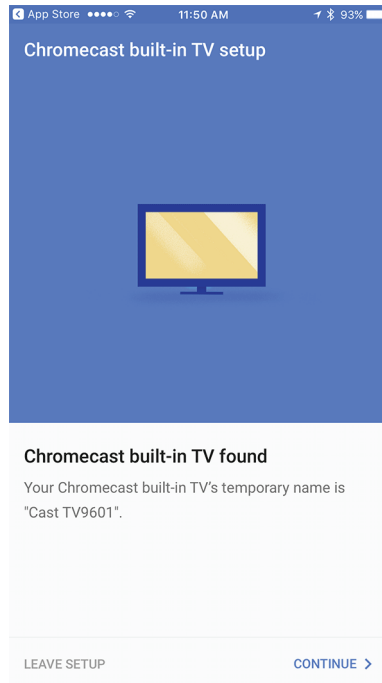 App Store 11:50 AM 93%
Chromecast built-in TV setup
Chromecast built-in TV found
Your Chromecast built-in TV's temporary name is
"Cast TV9601".
LEAVE SETUP CONTINUE